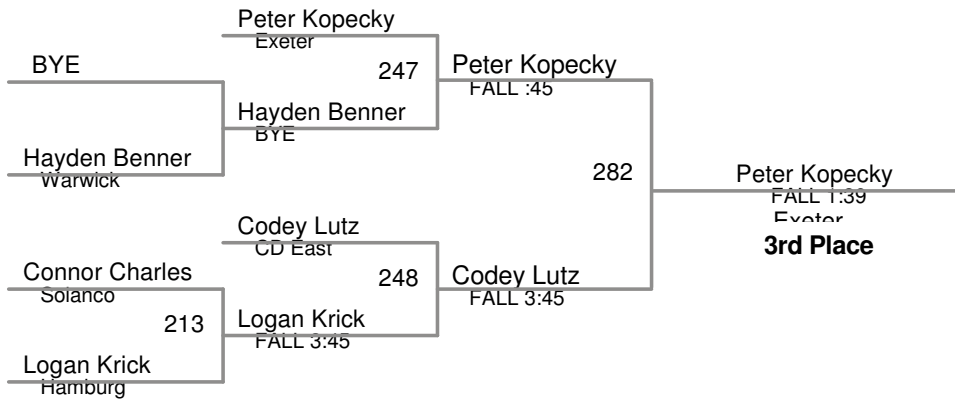 Peter Kopecky
Exeter
BYE
247
Peter Kopecky
FALL :45
Hayden Benner
BYE
Hayden Benner
Warwick
282
Peter Kopecky
FALL 1:39
Exeter
3rd Place
Codey Lutz
CD East
Connor Charles
Solanco
248
Codey Lutz
FALL 3:45
213
Logan Krick
FALL 3:45
Logan Krick
Hamburg